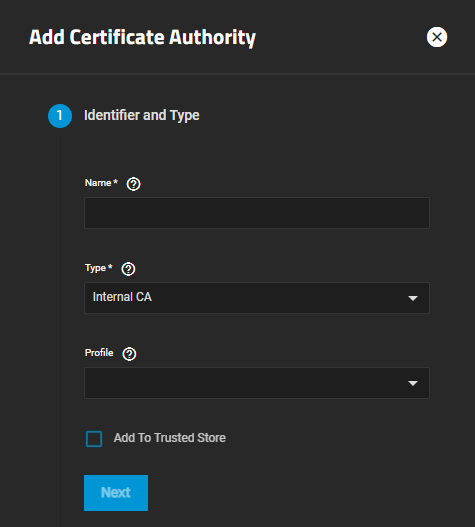 Add Certificate Authority
1 Identifier and Type
Name *
Type *
Internal CA
Profile
Add To Trusted Store
Next